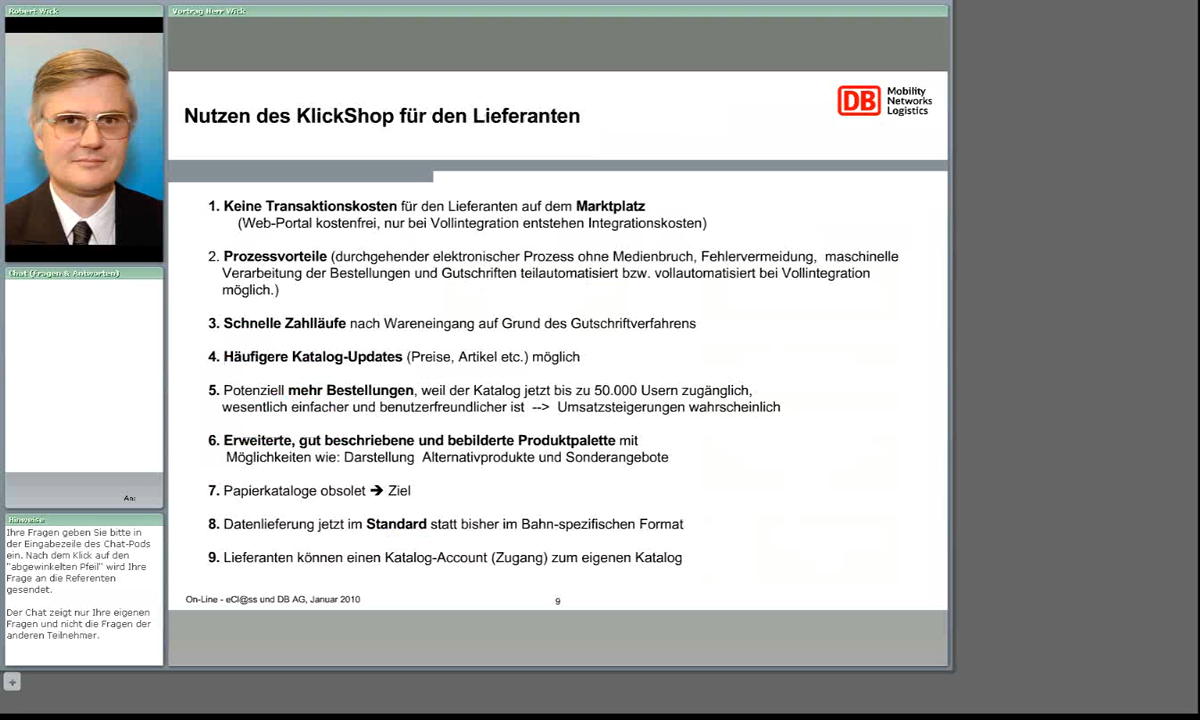 Robert Wick
Vortrag Herr Wick
Nutzen des KlickShop für den Lieferanten
DB
Mobility
Networks
Logistics
1. Keine Transaktionskosten für den Lieferanten auf dem Marktplatz
(Web-Portal kostenfrei, nur bei Vollintegration entstehen Integrationskosten)
2. Prozessvorteile (durchgehender elektronischer Prozess ohne Medienbruch, Fehlervermeidung, maschinelle
Verarbeitung der Bestellungen und Gutschriften teilautomatisiert bzw. vollautomatisiert bei Vollintegration
möglich.)
3. Schnelle Zahlläufe nach Wareneingang auf Grund des Gutschriftverfahrens
4. Häufigere Katalog-Updates (Preise, Artikel etc.) möglich
5. Potenziell mehr Bestellungen, weil der Katalog jetzt bis zu 50.000 Usern zugänglich,
wesentlich einfacher und benutzerfreundlicher ist --> Umsatzsteigerungen wahrscheinlich
6. Erweiterte, gut beschriebene und bebilderte Produktpalette mit
Möglichkeiten wie: Darstellung Alternativprodukte und Sonderangebote
7. Papierkataloge obsolet ➔ Ziel
8. Datenlieferung jetzt im Standard statt bisher im Bahn-spezifischen Format
9. Lieferanten können einen Katalog-Account (Zugang) zum eigenen Katalog
On-Line - eCl@ss und DB AG, Januar 2010
9
Chat (Fragen & Antworten)
An:
Hinweise
Ihre Fragen geben Sie bitte in
der Eingabezeile des Chat-Pods
ein. Nach dem Klick auf den
"abgewinkelten Pfeil" wird Ihre
Frage an die Referenten
gesendet.
Der Chat zeigt nur Ihre eigenen
Fragen und nicht die Fragen der
anderen Teilnehmer.